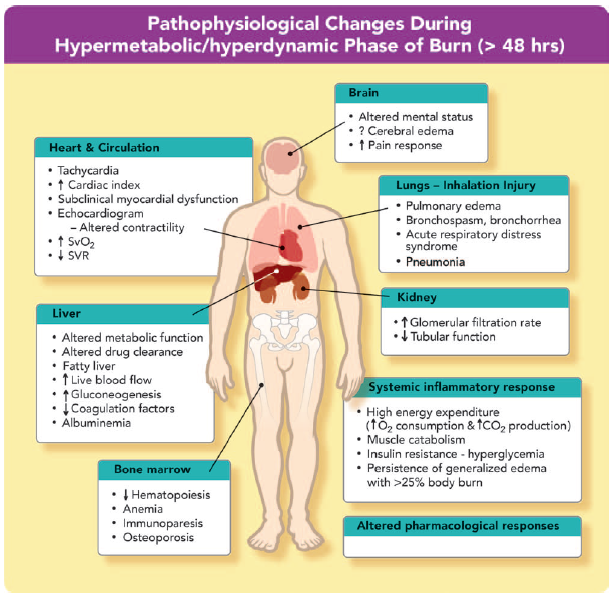 Pathophysiological Changes During
Hypermetabolic/hyperdynamic Phase of Burn (> 48 hrs)
Brain
• Altered mental status
• ? Cerebral edema
• ↑ Pain response
Heart & Circulation
• Tachycardia
• ↑ Cardiac index
• Subclinical myocardial dysfunction
• Echocardiogram
– Altered contractility
• ↑ SvO₂
• ↓ SVR
Lungs – Inhalation Injury
• Pulmonary edema
• Bronchospasm, bronchorrhea
• Acute respiratory distress
syndrome
• Pneumonia
Kidney
• ↑ Glomerular filtration rate
• ↓ Tubular function
Liver
• Altered metabolic function
• Altered drug clearance
• Fatty liver
• ↑ Live blood flow
• ↑ Gluconeogenesis
• ↓ Coagulation factors
• Albuminemia
Systemic inflammatory response
• High energy expenditure
(↑O₂ consumption & ↑CO₂ production)
• Muscle catabolism
• Insulin resistance - hyperglycemia
• Persistence of generalized edema
with >25% body burn
Bone marrow
• ↓ Hematopoiesis
• Anemia
• Immunoparesis
• Osteoporosis
Altered pharmacological responses